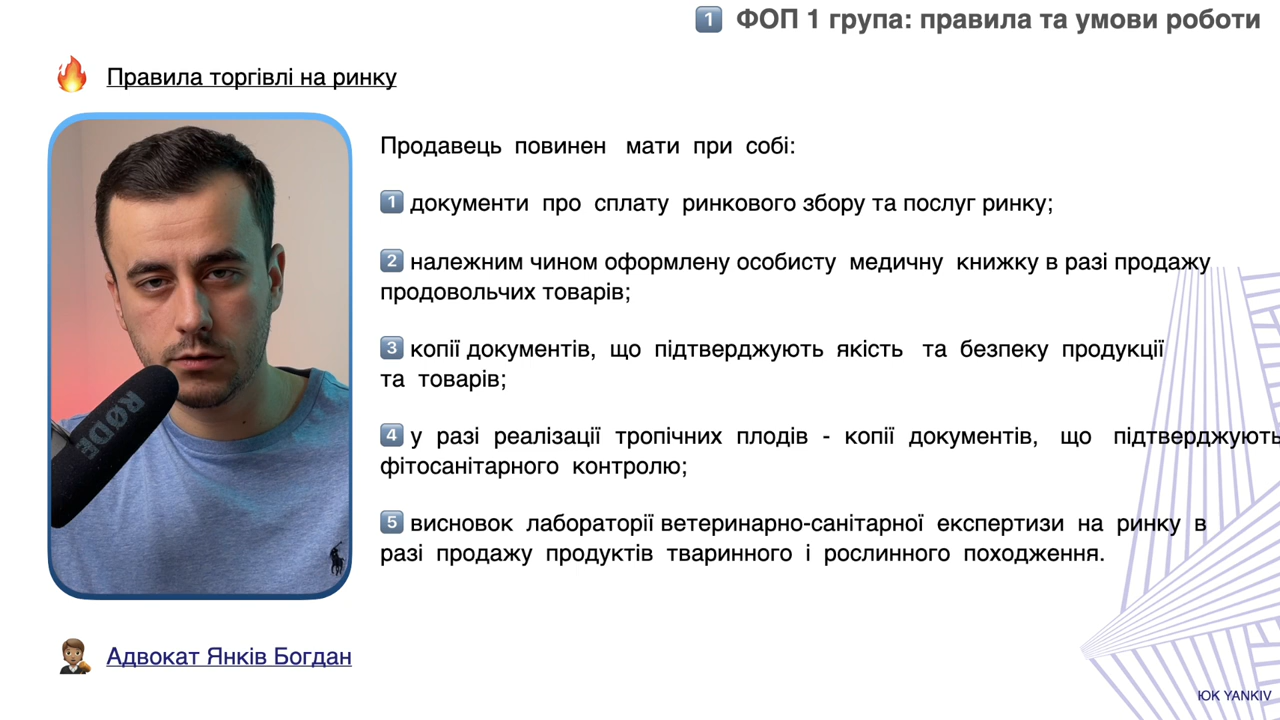 1 ФОП 1 група: правила та умови роботи
Правила торгівлі на ринку
Продавець повинен мати при собі:
1 документи про сплату ринкового збору та послуг ринку;
2 належним чином оформлену особисту медичну книжку в разі продажу
продовольчих товарів;
3 копії документів, що підтверджують якість та безпеку продукції
та товарів;
4 у разі реалізації тропічних плодів - копії документів, що підтверджують
фітосанітарного контролю;
5 висновок лабораторії ветеринарно-санітарної експертизи на ринку в
разі продажу продуктів тваринного і рослинного походження.
RØDE
Адвокат Янків Богдан
ЮК YANKIV